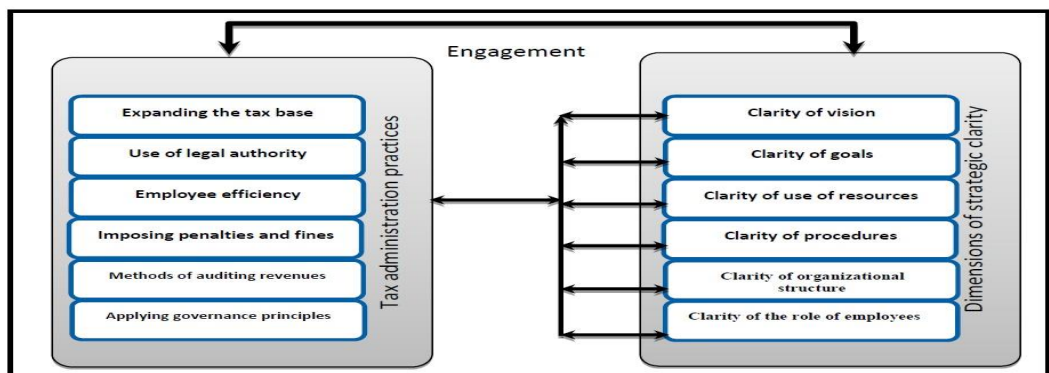 Engagement
Expanding the tax base
Use of legal authority
Employee efficiency
Imposing penalties and fines
Methods of auditing revenues
Applying governance principles
Tax administration practices
Clarity of vision
Clarity of goals
Clarity of use of resources
Clarity of procedures
Clarity of organizational
structure
Clarity of the role of employees
Dimensions of strategic clarity